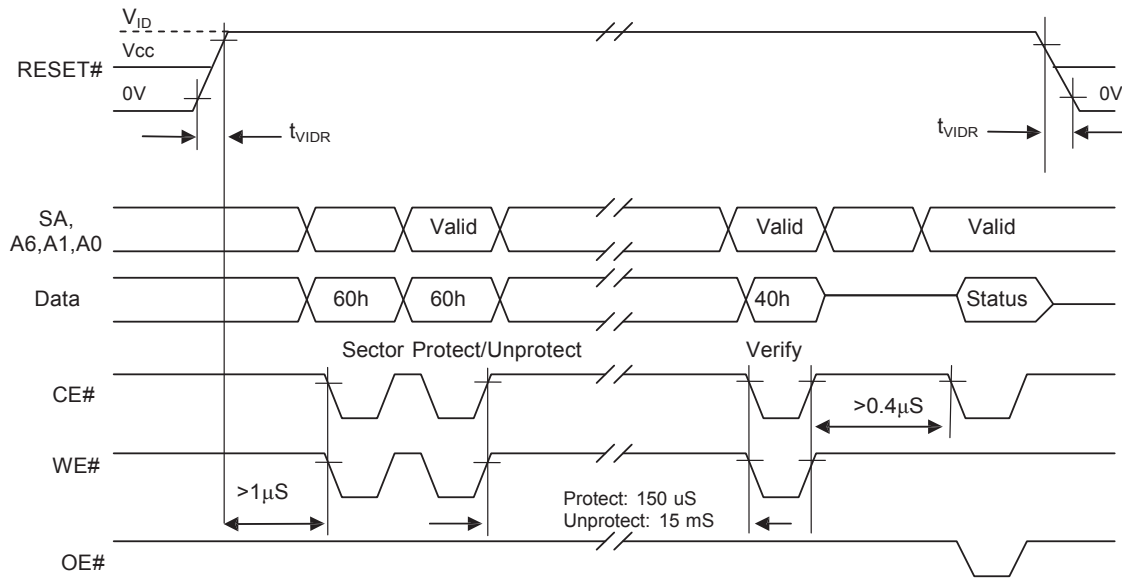 V_ID
Vcc
RESET#
0V
0V
t_VIDR
t_VIDR
SA,
A6,A1,A0
Valid
Valid
Valid
Data
60h
60h
40h
Status
Sector Protect/Unprotect
Verify
CE#
>0.4μS
WE#
>1μS
Protect: 150 uS
Unprotect: 15 mS
OE#